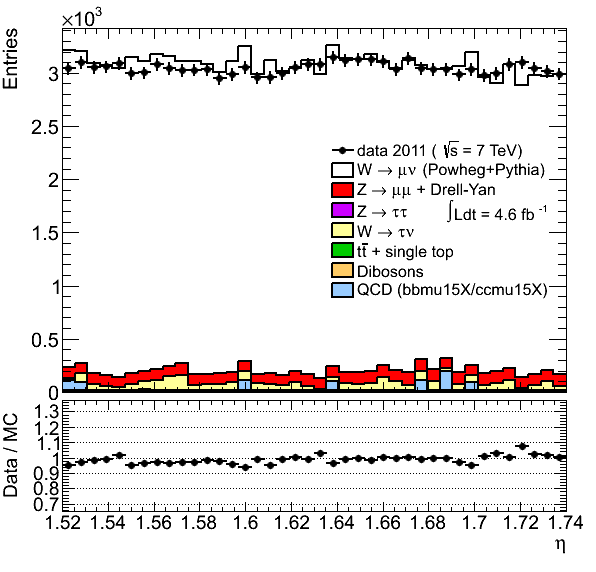 ×10³
Entries
3
2.5
2
1.5
1
0.5
0
data 2011 ( √s = 7 TeV)
W → μν (Powheg+Pythia)
Z → μμ + Drell-Yan
Z → ττ ∫Ldt = 4.6 fb⁻¹
W → τν
tt̄ + single top
Dibosons
QCD (bbmu15X/ccmu15X)
Data / MC
1.3
1.2
1.1
1
0.9
0.8
0.7
1.52 1.54 1.56 1.58 1.6 1.62 1.64 1.66 1.68 1.7 1.72 1.74
η